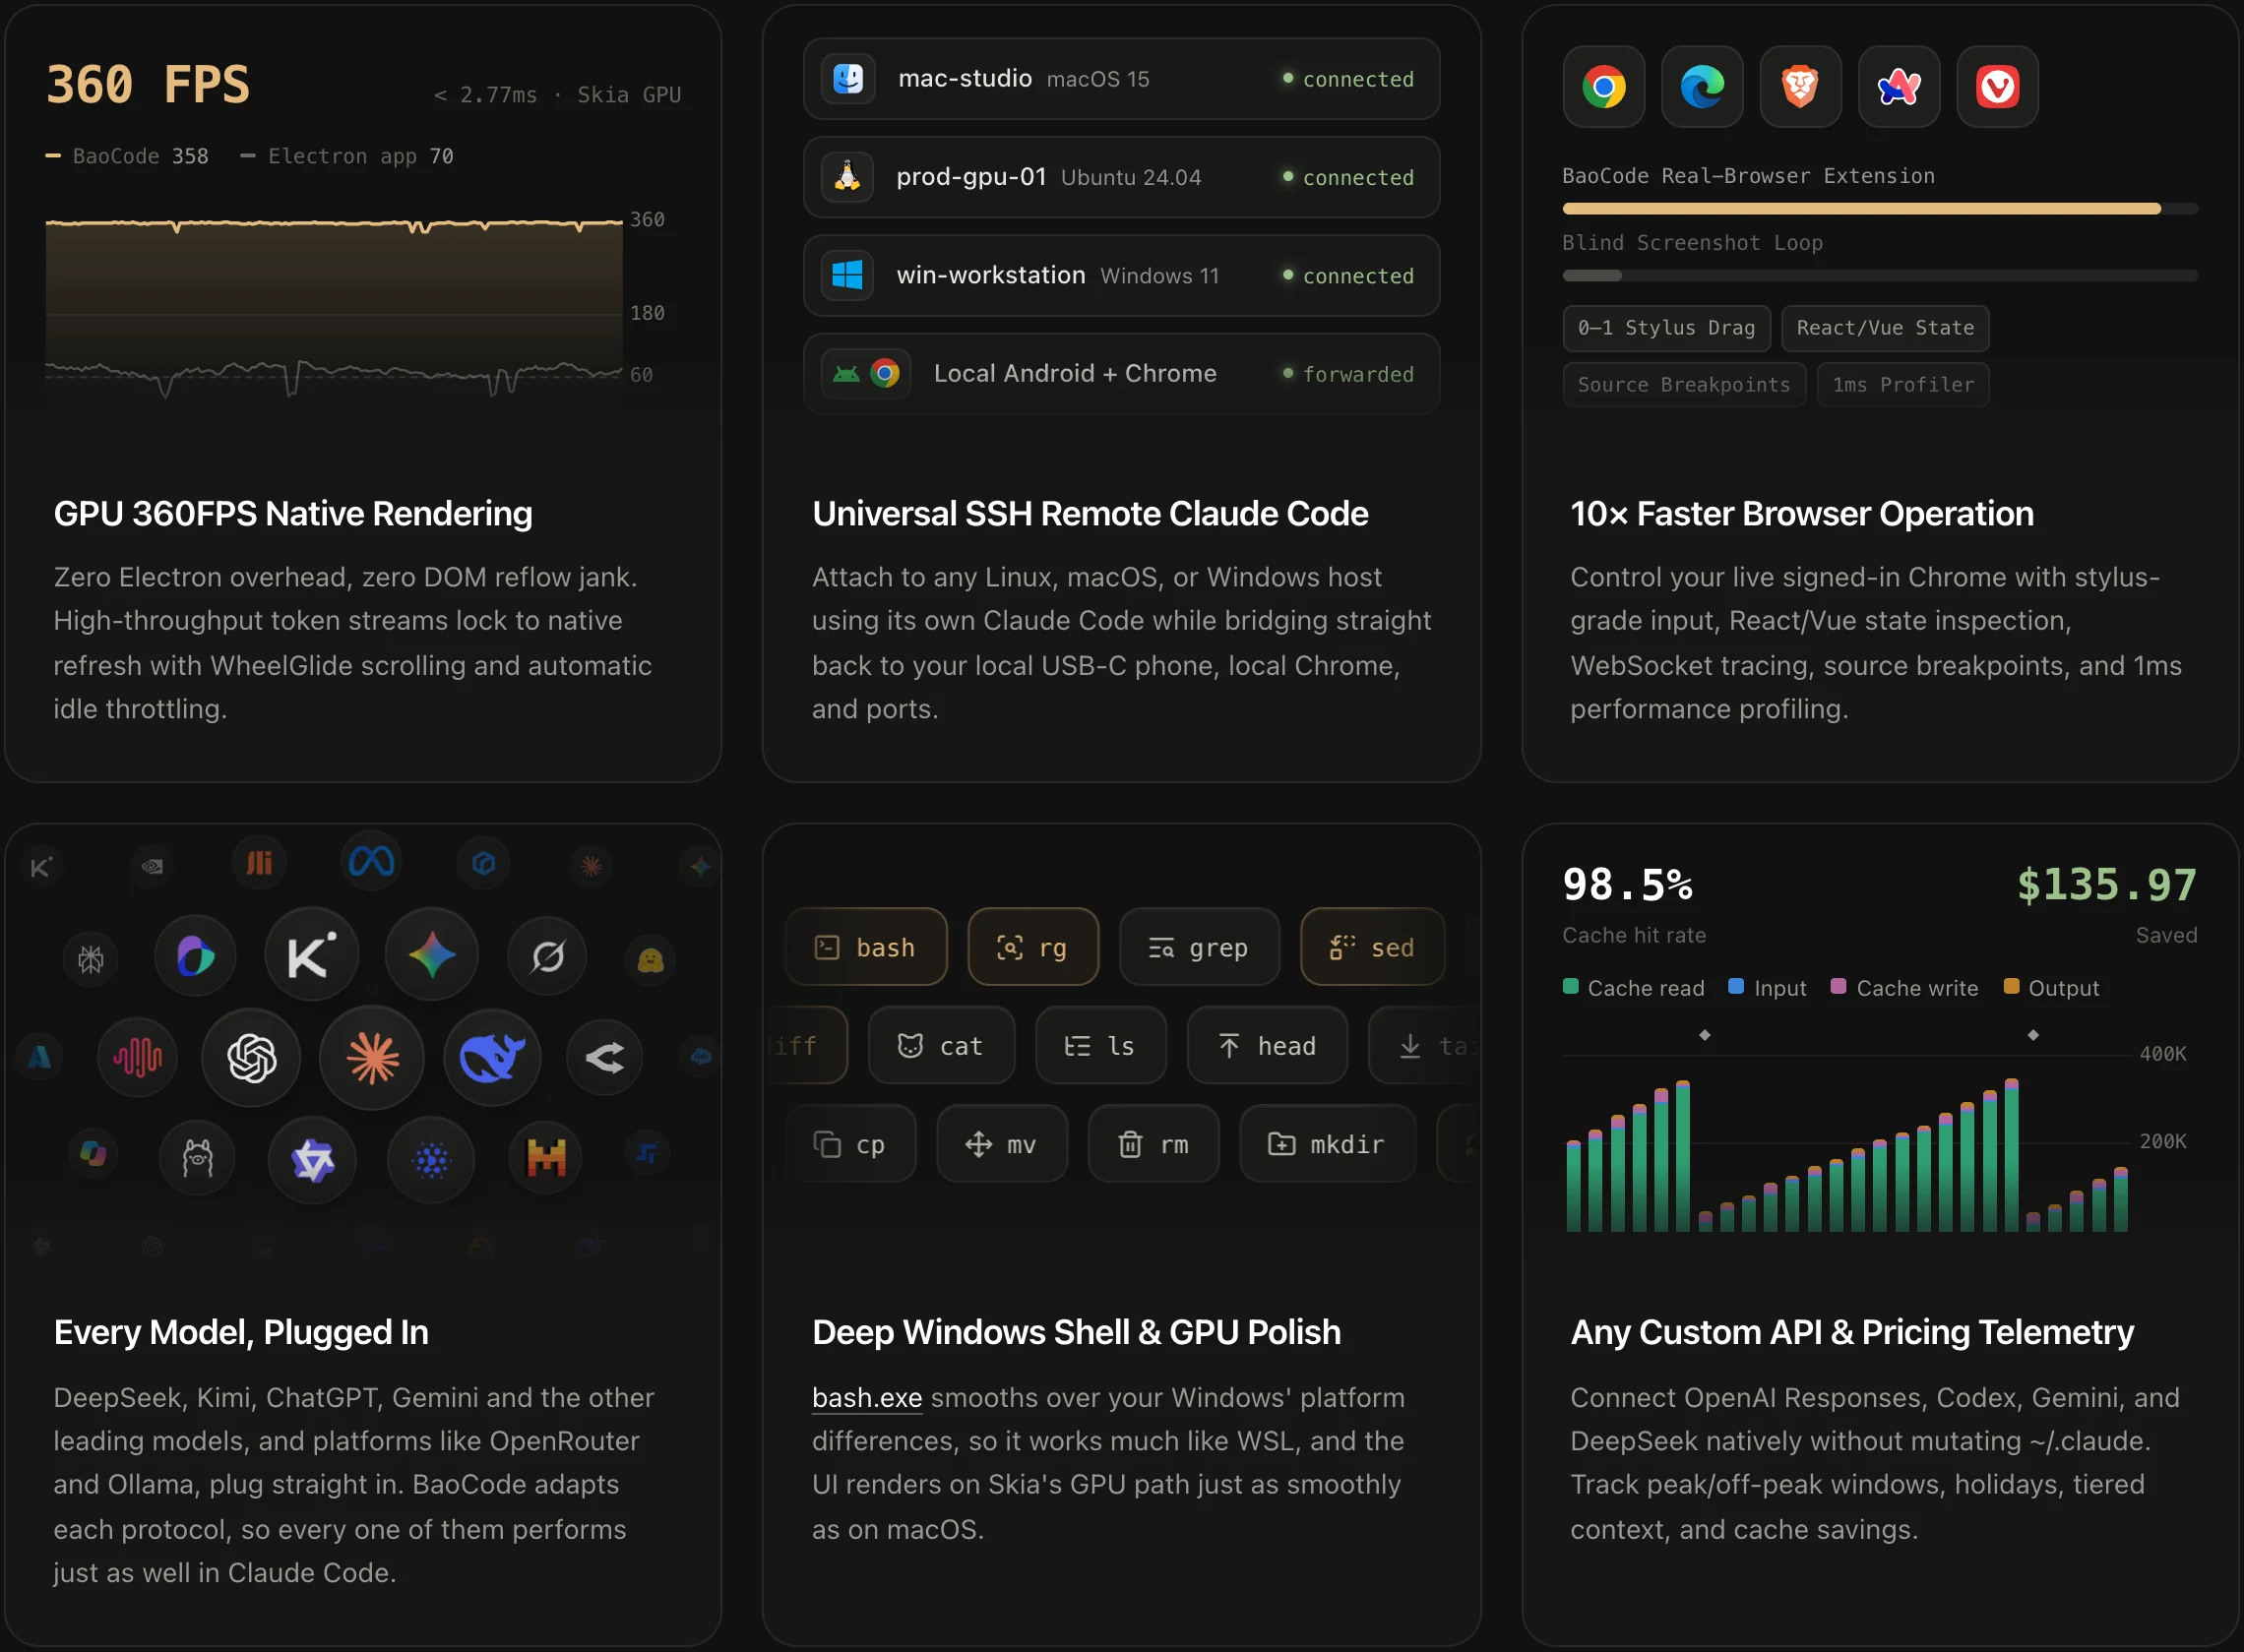 360 FPS
< 2.77ms · Skia GPU
BaoCode 358
Electron app 70
360
180
60
GPU 360FPS Native Rendering
Zero Electron overhead, zero DOM reflow jank.
High-throughput token streams lock to native
refresh with WheelGlide scrolling and automatic
idle throttling.
mac-studio macOS 15 connected
prod-gpu-01 Ubuntu 24.04 connected
win-workstation Windows 11 connected
Local Android + Chrome forwarded
Universal SSH Remote Claude Code
Attach to any Linux, macOS, or Windows host
using its own Claude Code while bridging straight
back to your local USB-C phone, local Chrome,
and ports.
BaoCode Real–Browser Extension
Blind Screenshot Loop
0–1 Stylus Drag
React/Vue State
Source Breakpoints
1ms Profiler
10× Faster Browser Operation
Control your live signed-in Chrome with stylus-
grade input, React/Vue state inspection,
WebSocket tracing, source breakpoints, and 1ms
performance profiling.
Every Model, Plugged In
DeepSeek, Kimi, ChatGPT, Gemini and the other
leading models, and platforms like OpenRouter
and Ollama, plug straight in. BaoCode adapts
each protocol, so every one of them performs
just as well in Claude Code.
bash
rg
grep
sed
cat
ls
head
cp
mv
rm
mkdir
Deep Windows Shell & GPU Polish
bash.exe smooths over your Windows' platform
differences, so it works much like WSL, and the
UI renders on Skia's GPU path just as smoothly
as on macOS.
98.5%
$135.97
Cache hit rate
Saved
Cache read
Input
Cache write
Output
400K
200K
Any Custom API & Pricing Telemetry
Connect OpenAI Responses, Codex, Gemini, and
DeepSeek natively without mutating ~/.claude.
Track peak/off-peak windows, holidays, tiered
context, and cache savings.